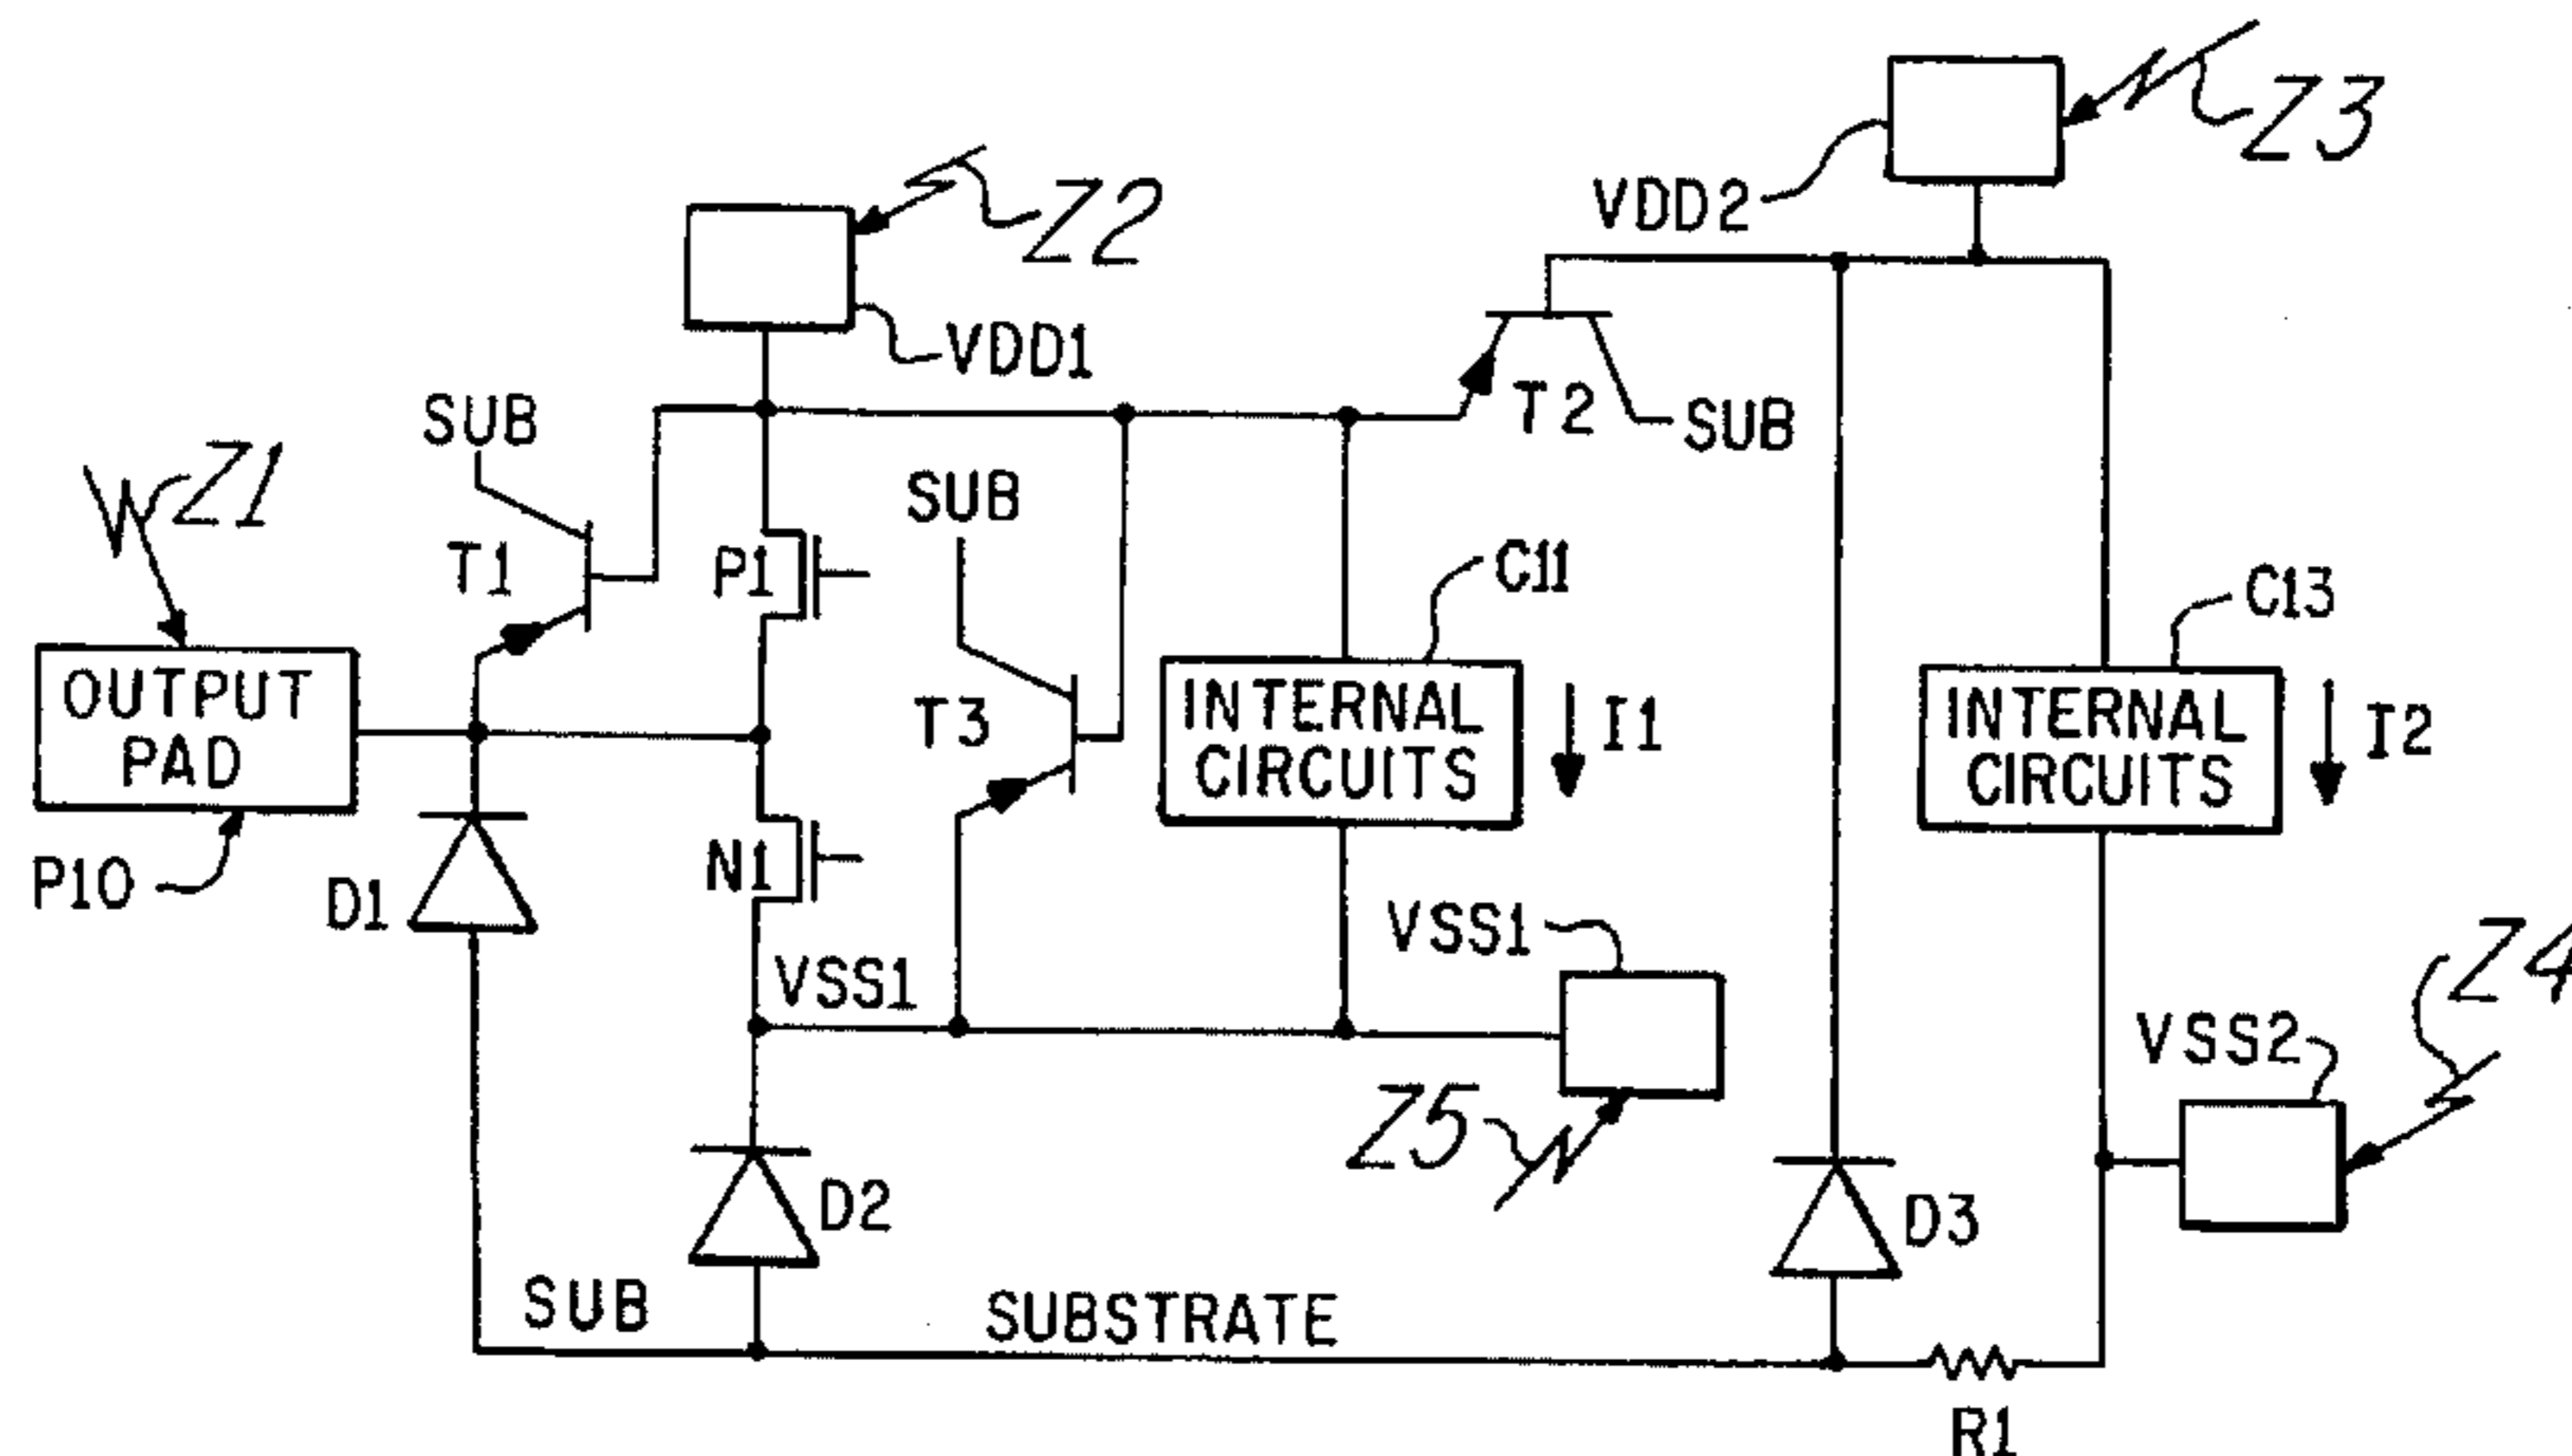 Z3
Z2
VDD2
VDD1
SUB
T2
SUB
Z1
SUB
T1
P1
C11
C13
OUTPUT
PAD
T3
INTERNAL
CIRCUITS
I1
INTERNAL
CIRCUITS
I2
P10
D1
N1
VSS1
VSS1
Z4
VSS2
Z5
D2
D3
SUB
SUBSTRATE
R1